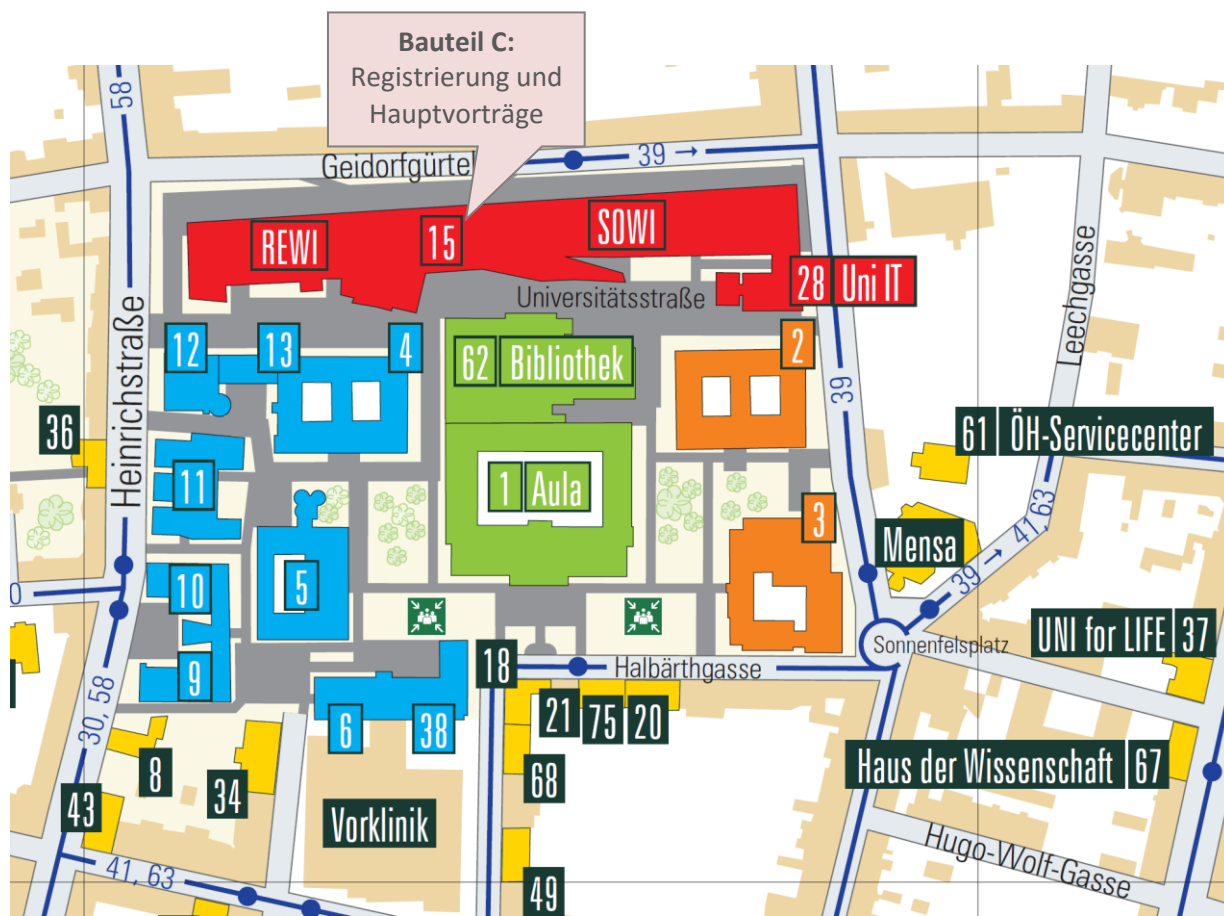 Bauteil C:
Registrierung und
Hauptvorträge
58
Geidorfgürtel
39 →
REWI
15
SOWI
28 Uni IT
Universitätsstraße
Heinrichstraße
Leechgasse
12
13
4
62 Bibliothek
2
39
36
61 ÖH-Servicecenter
11
1 Aula
3
Mensa
39 → 41, 63
10
5
0
Sonnenfelsplatz
UNI for LIFE 37
18
Halbärthgasse
9
30, 58
21
75
20
6
38
8
34
68
Haus der Wissenschaft 67
43
Vorklinik
Hugo-Wolf-Gasse
41, 63
49